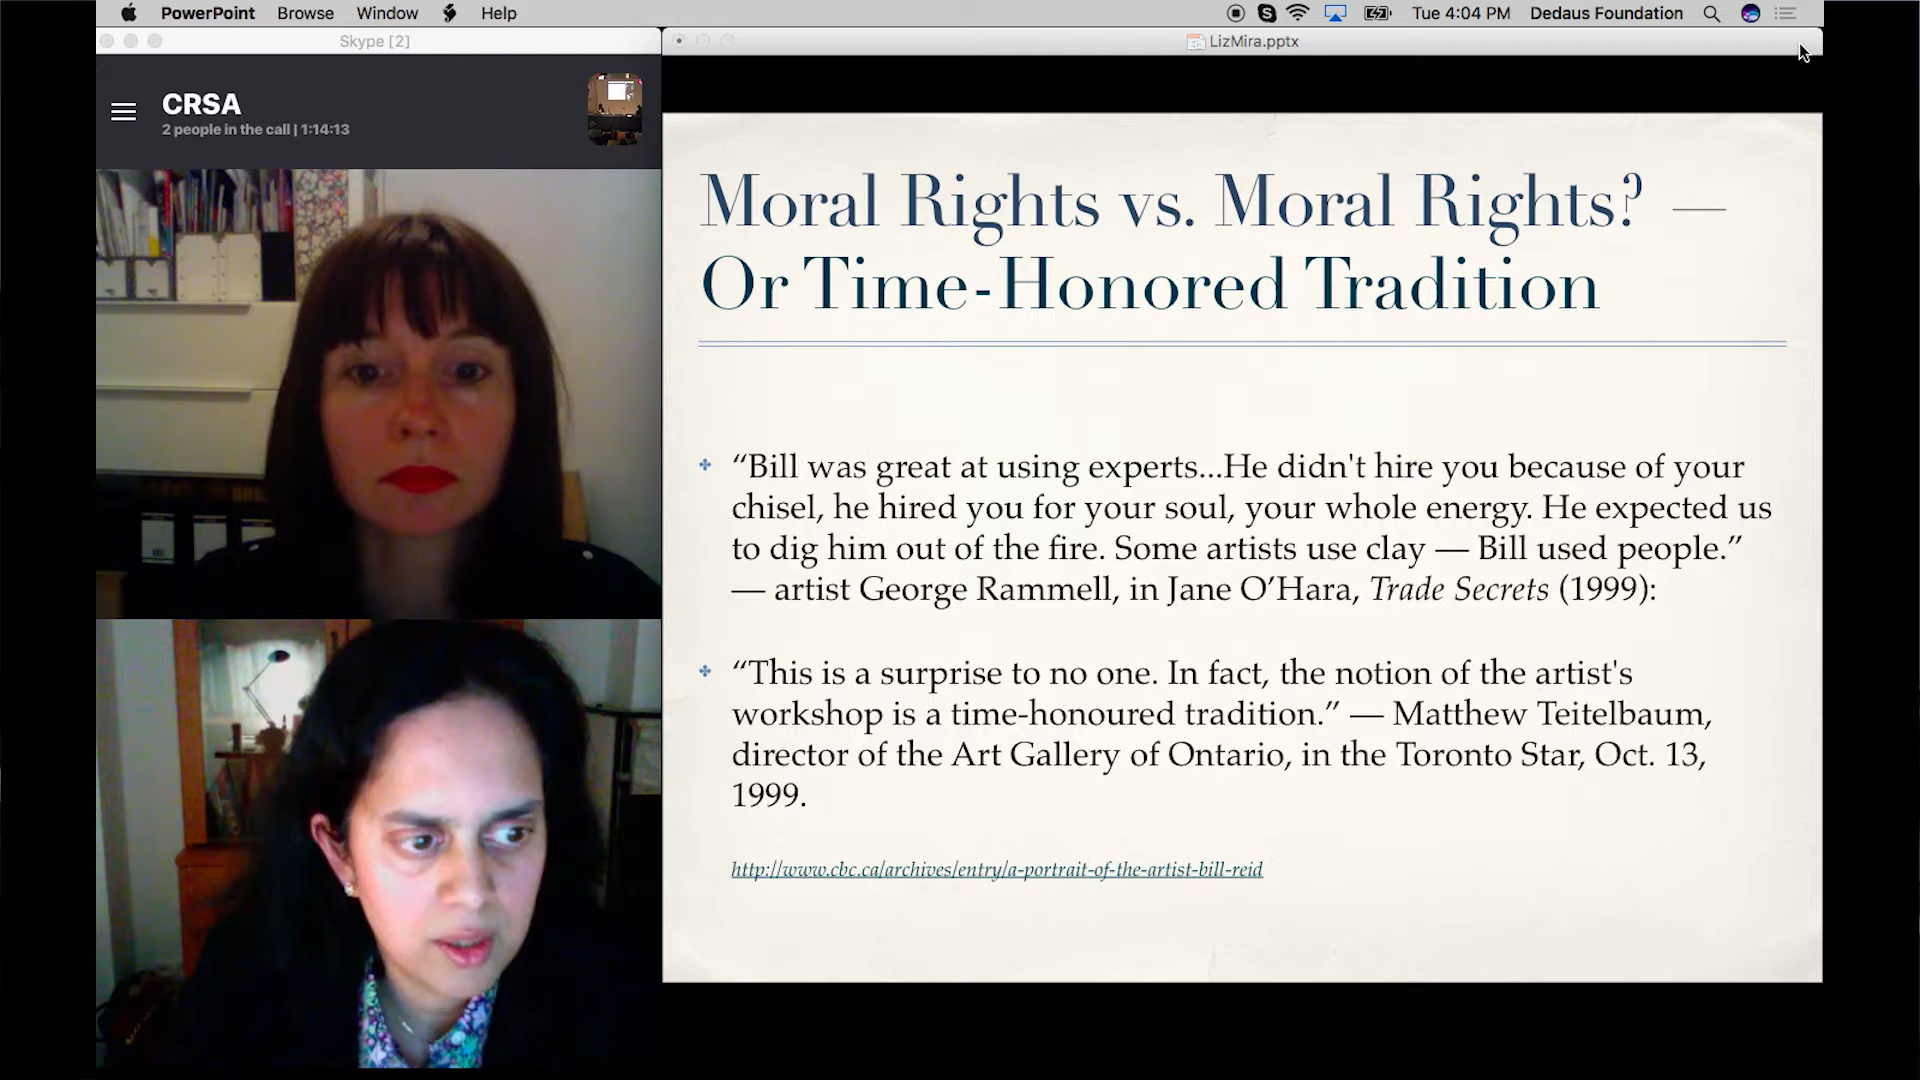 PowerPoint Browse Window Help
Tue 4:04 PM Dedaus Foundation
Skype [2]
LizMira.pptx
CRSA
2 people in the call | 1:14:13
Moral Rights vs. Moral Rights? —
Or Time-Honored Tradition
“Bill was great at using experts...He didn't hire you because of your
chisel, he hired you for your soul, your whole energy. He expected us
to dig him out of the fire. Some artists use clay — Bill used people.”
— artist George Rammell, in Jane O’Hara, Trade Secrets (1999):
“This is a surprise to no one. In fact, the notion of the artist's
workshop is a time-honoured tradition.” — Matthew Teitelbaum,
director of the Art Gallery of Ontario, in the Toronto Star, Oct. 13,
1999.
http://www.cbc.ca/archives/entry/a-portrait-of-the-artist-bill-reid